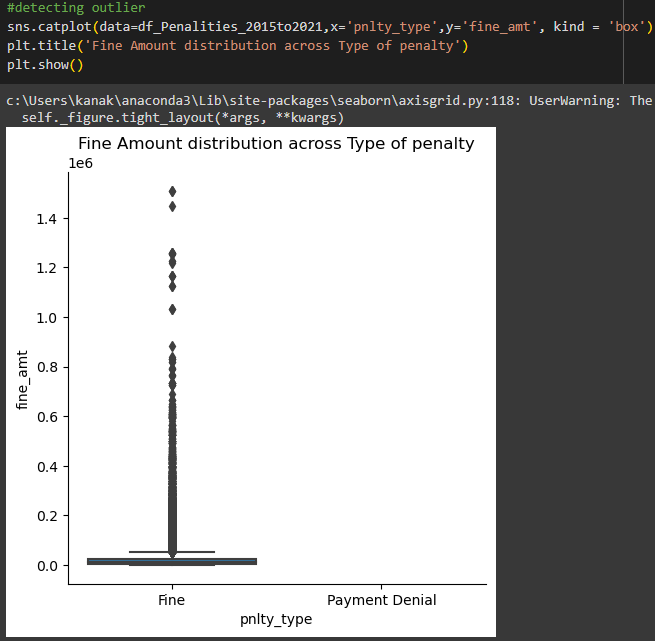 #detecting outlier
sns.catplot(data=df_Penalities_2015to2021,x='pnlty_type',y='fine_amt', kind = 'box')
plt.title('Fine Amount distribution across Type of penalty')
plt.show()
c:\Users\kanak\anaconda3\Lib\site-packages\seaborn\axisgrid.py:118: UserWarning: The
self._figure.tight_layout(*args, **kwargs)
Fine Amount distribution across Type of penalty
1e6
1.4
1.2
1.0
0.8
0.6
0.4
0.2
0.0
fine_amt
Fine
Payment Denial
pnlty_type